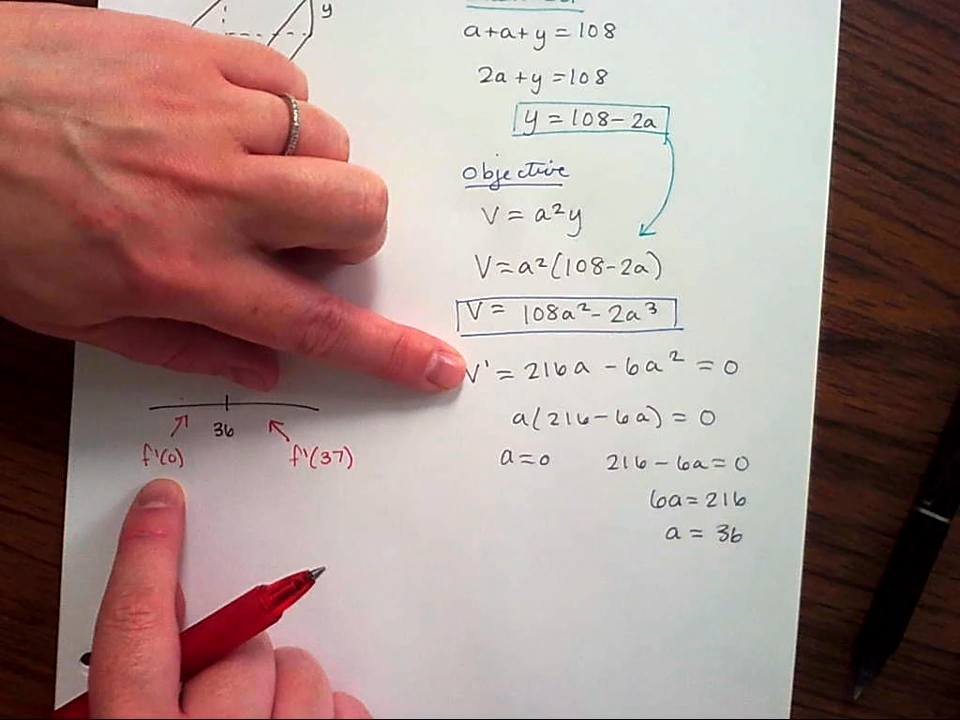 y
a+a+y=108
2a+y=108
y = 108-2a
objective
V = a²y
V=a²(108-2a)
V= 108a²-2a³
V'= 216a -6a² = 0
a(216-6a) = 0
a=0 216-6a=0
6a=216
a = 36
36
f'(0) f'(37)